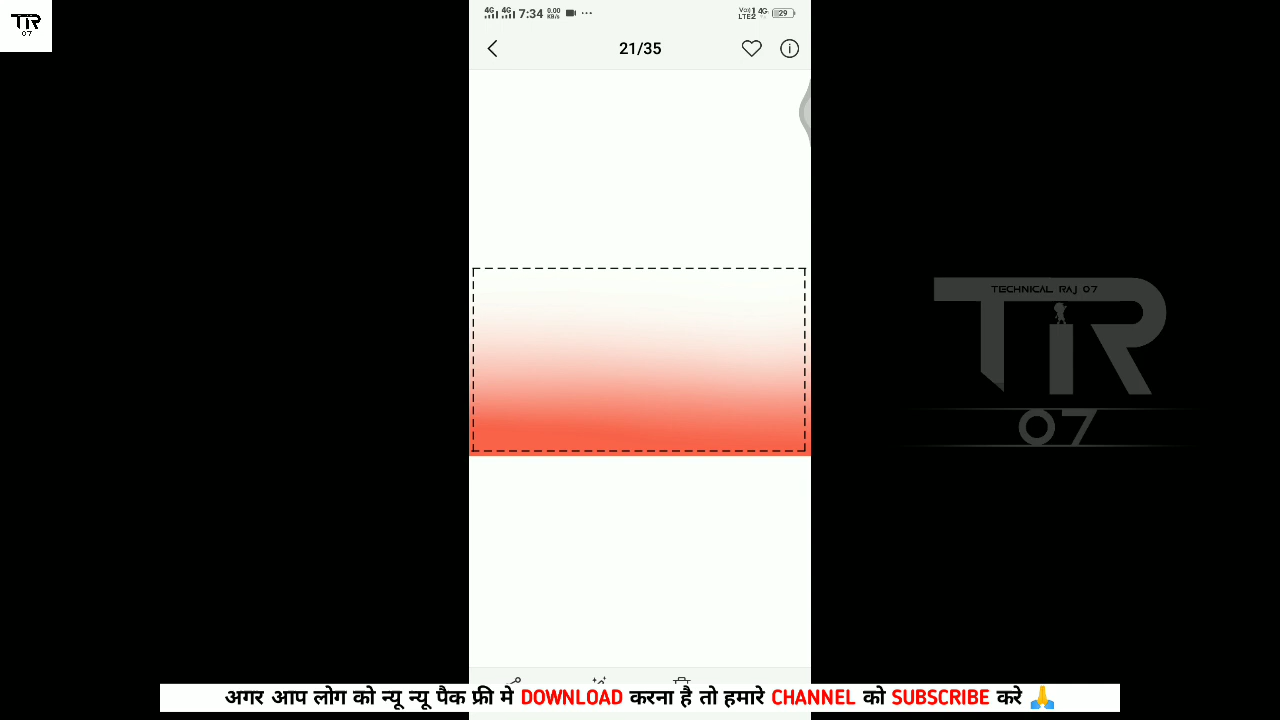 TIR
07
4G 4G 7:34 0.00 KB/s ··· Vo) 1 4G LTE2 29
21/35
TECHNICAL RAJ 07
TIR
07
अगर आप लोग को न्यू न्यू पैक फ्री मे DOWNLOAD करना है तो हमारे CHANNEL को SUBSCRIBE करे 🙏